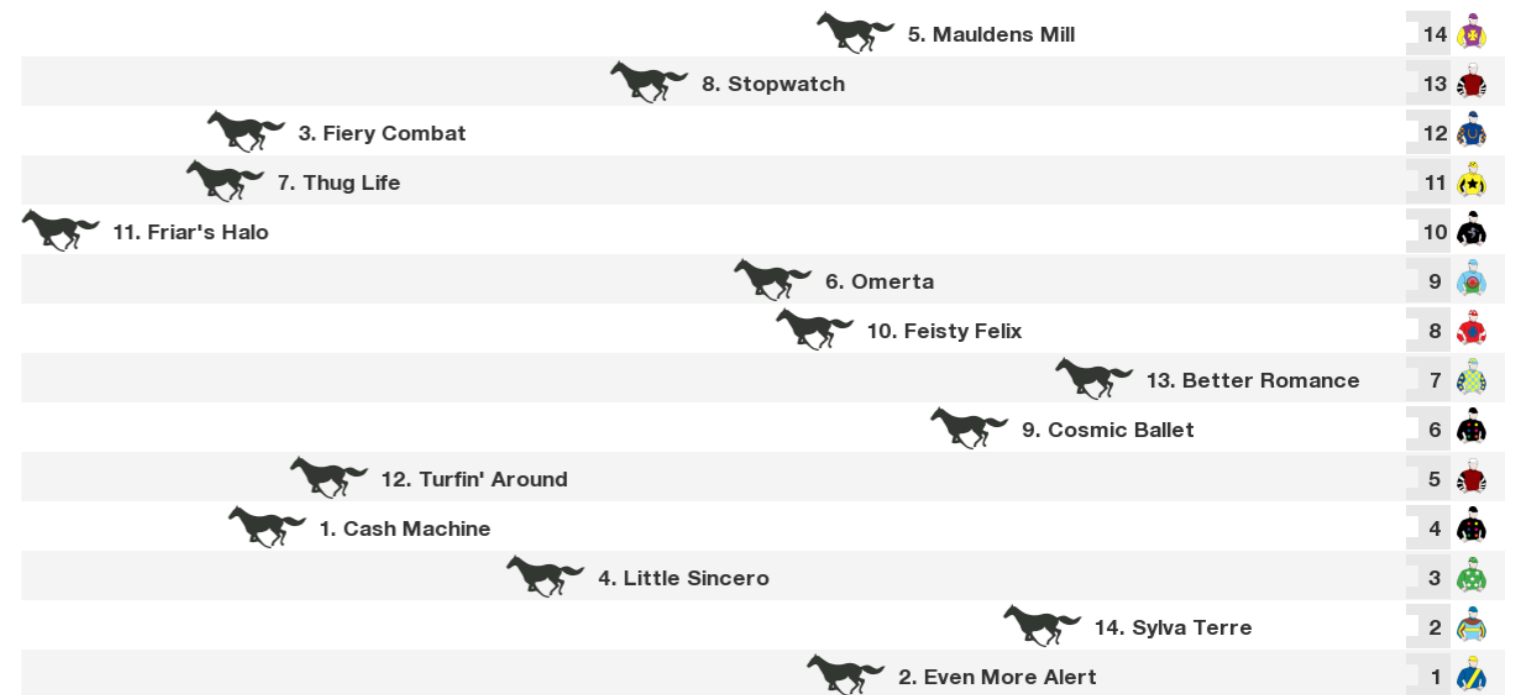 5. Mauldens Mill 14
8. Stopwatch 13
3. Fiery Combat 12
7. Thug Life 11
11. Friar's Halo 10
6. Omerta 9
10. Feisty Felix 8
13. Better Romance 7
9. Cosmic Ballet 6
12. Turfin' Around 5
1. Cash Machine 4
4. Little Sincero 3
14. Sylva Terre 2
2. Even More Alert 1